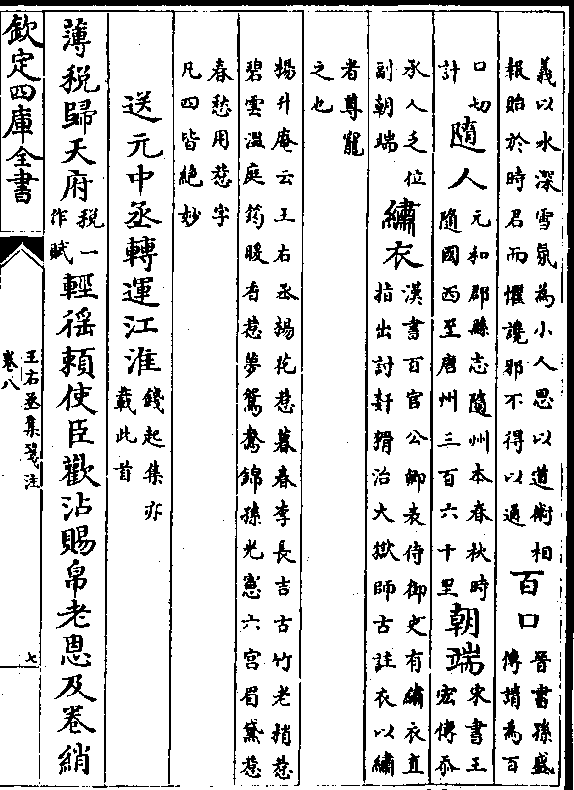 義以水深雪氛為小人思以道術相
報貽於時君而懼讒邪不得以通百口晉書孫盛
傳諸為百
口切
計隨人元和郡縣志隨州本春秋時
隨國西至唐州三百六十里朝端宋書王
宏傳忝
承人乏位
副朝端繡衣漢書百官公卿表侍御史有繡衣直
指出討奸猾治大獄師古註衣以繡
者尊寵
之也
楊升庵云王右丞楊花惹暮春李長吉古竹老梢惹
碧雲溫庭筠暖香惹夢鴛鴦錦孫光憲六宮眉黛惹
春愁用惹字
凡四皆絕妙
送元中丞轉運江淮錢起集亦
載此首
薄稅歸天府稅一
作賦輕徭頼使臣歡沾賜帛老恩及卷綃
欽定四庫全書
王右丞集箋注
卷八
七